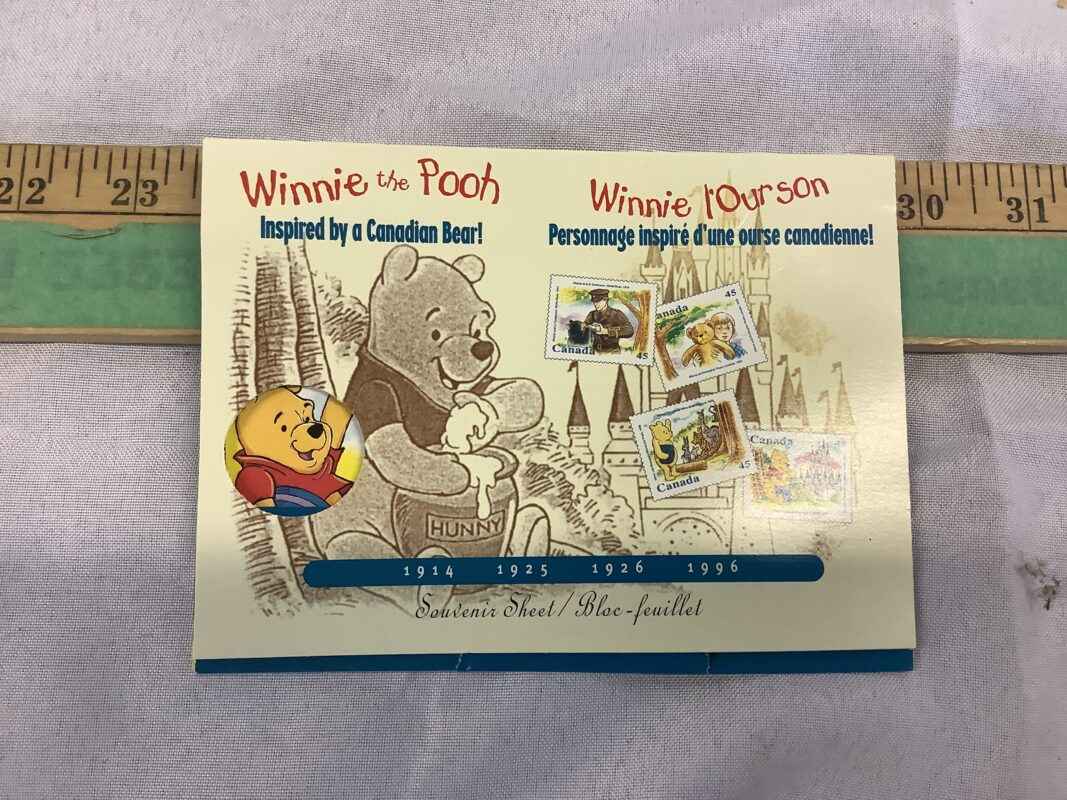 22 23 30 31
Winnie the Pooh
Inspired by a Canadian Bear!
Winnie l'Ourson
Personnage inspiré d'une ourse canadienne!
Canada 45
Canada 45
Canada 45
Canada
HUNNY
1914 1925 1926 1996
Souvenir Sheet / Bloc-feuillet